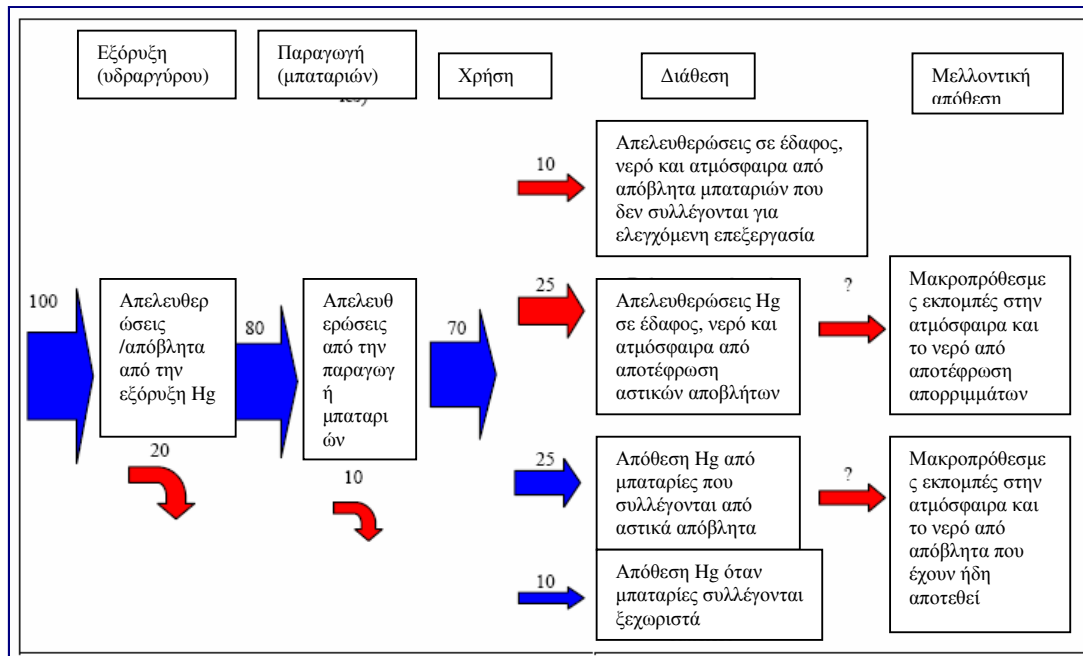 Εξόρυξη
(υδραργύρου)
Παραγωγή
(μπαταριών)
Χρήση
Διάθεση
Μελλοντική
απόθεση
10
Απελευθερώσεις σε έδαφος,
νερό και ατμόσφαιρα από
απόβλητα μπαταριών που
δεν συλλέγονται για
ελεγχόμενη επεξεργασία
100
Απελευθερ
ώσεις
/απόβλητα
από την
εξόρυξη Hg
20
80
Απελευθ
ερώσεις
από την
παραγωγ
ή
μπαταρι
ών
10
70
25
Απελευθερώσεις Hg
σε έδαφος, νερό και
ατμόσφαιρα από
αποτέφρωση
αστικών αποβλήτων
?
Μακροπρόθεσμε
ς εκπομπές στην
ατμόσφαιρα και
το νερό από
αποτέφρωση
απορριμμάτων
25
Απόθεση Hg από
μπαταρίες που
συλλέγονται από
αστικά απόβλητα
?
Μακροπρόθεσμε
ς εκπομπές στην
ατμόσφαιρα και
το νερό από
απόβλητα που
έχουν ήδη
αποτεθεί
10
Απόθεση Hg όταν
μπαταρίες συλλέγονται
ξεχωριστά